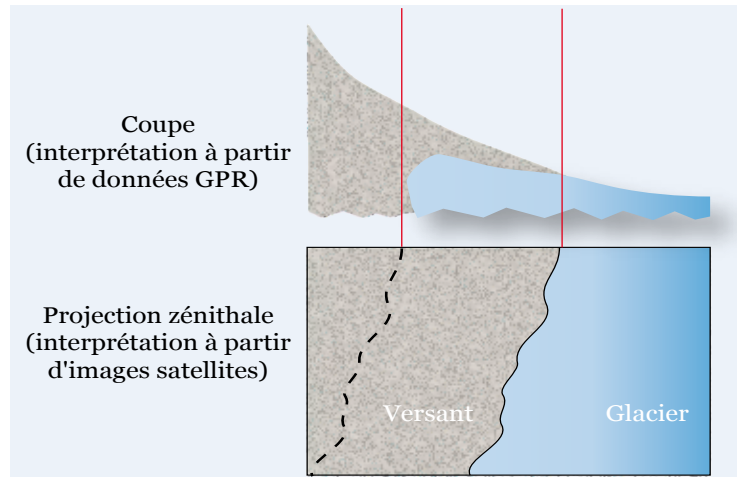 Coupe
(interprétation à partir
de données GPR)
Projection zénithale
(interprétation à partir
d'images satellites)
Versant
Glacier